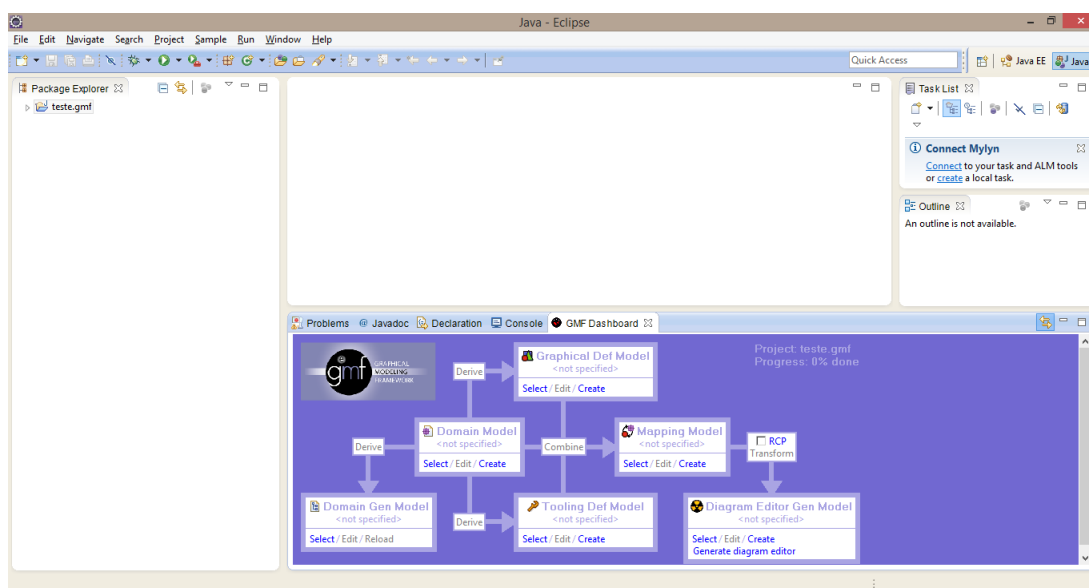 Java - Eclipse
File Edit Navigate Search Project Sample Run Window Help
Quick Access
Java EE
Java
Package Explorer
teste.gmf
Task List
Connect Mylyn
Connect to your task and ALM tools
or create a local task.
Outline
An outline is not available.
Problems @ Javadoc Declaration Console GMF Dashboard
gmf
GRAPHICAL
MODELING
FRAMEWORK
Project: teste.gmf
Progress: 0% done
Derive
Graphical Def Model
<not specified>
Select / Edit / Create
Derive
Domain Model
<not specified>
Select / Edit / Create
Combine
Mapping Model
<not specified>
Select / Edit / Create
RCP
Transform
Domain Gen Model
<not specified>
Select / Edit / Reload
Derive
Tooling Def Model
<not specified>
Select / Edit / Create
Diagram Editor Gen Model
<not specified>
Select / Edit / Create
Generate diagram editor